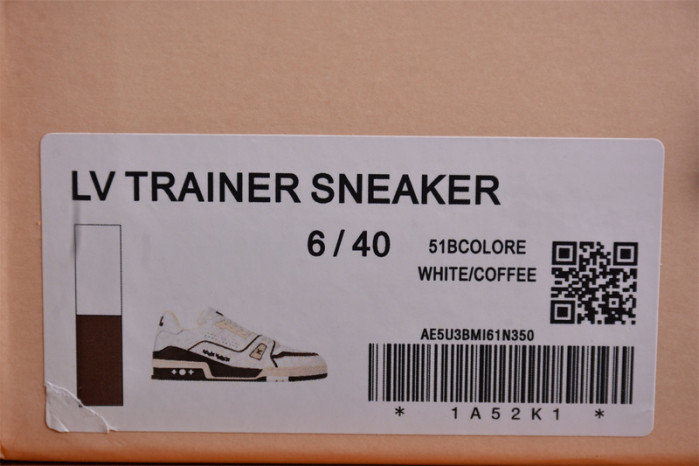 LV TRAINER SNEAKER
6 / 40
51BCOLORE
WHITE/COFFEE
AE5U3BMI61N350
* 1A52K1 *